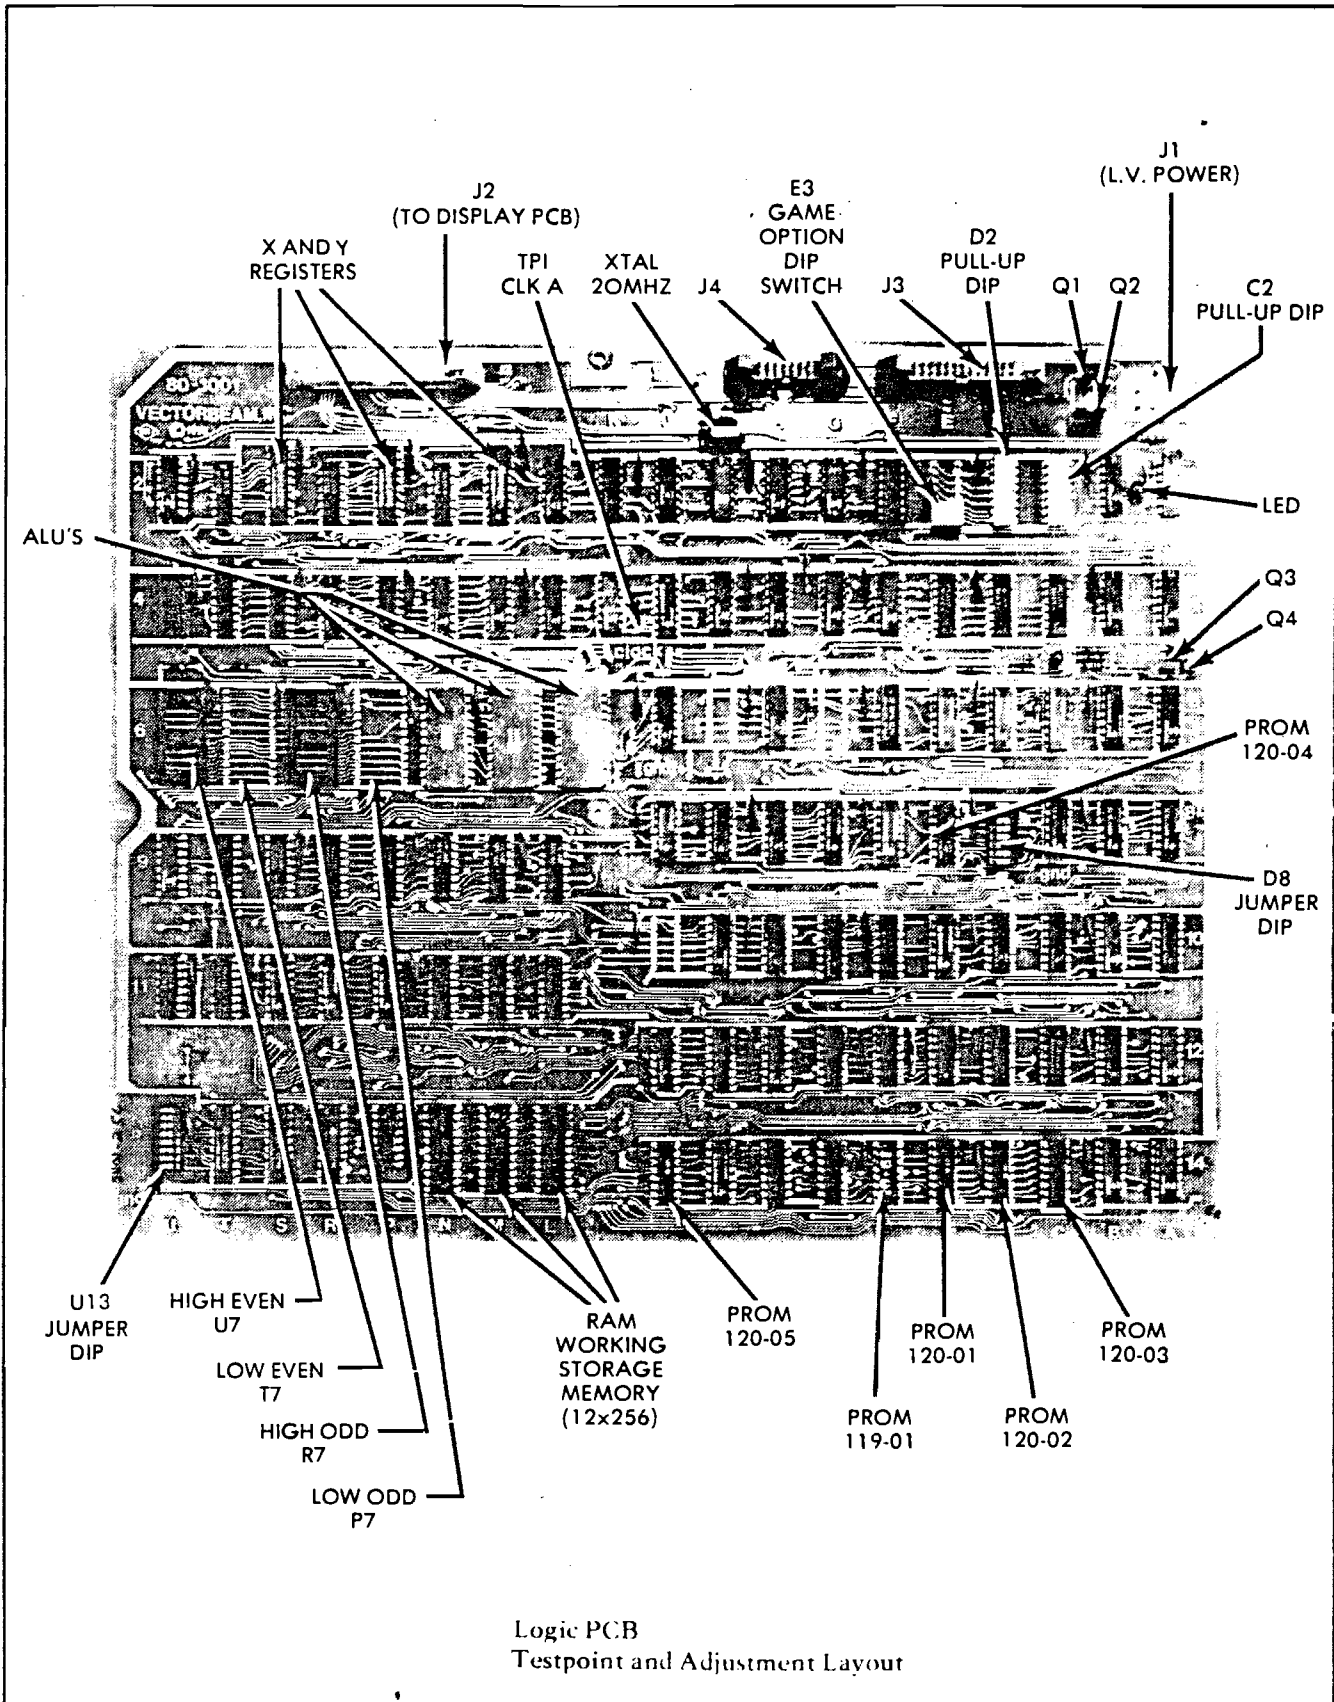 J1
(L.V. POWER)
J2
(TO DISPLAY PCB)
E3
GAME
OPTION
DIP
SWITCH
X AND Y
REGISTERS
TPI
CLK A
XTAL
20MHZ
J4
J3
D2
PULL-UP
DIP
Q1
Q2
C2
PULL-UP DIP
80-3001
VECTORBEAM
LED
ALU'S
Q3
Q4
PROM
120-04
D8
JUMPER
DIP
gnd
14
S
R
N
M
L
B
A
U13
JUMPER
DIP
HIGH EVEN
U7
LOW EVEN
T7
HIGH ODD
R7
LOW ODD
P7
RAM
WORKING
STORAGE
MEMORY
(12x256)
PROM
120-05
PROM
119-01
PROM
120-01
PROM
120-02
PROM
120-03
Logic PCB
Testpoint and Adjustment Layout